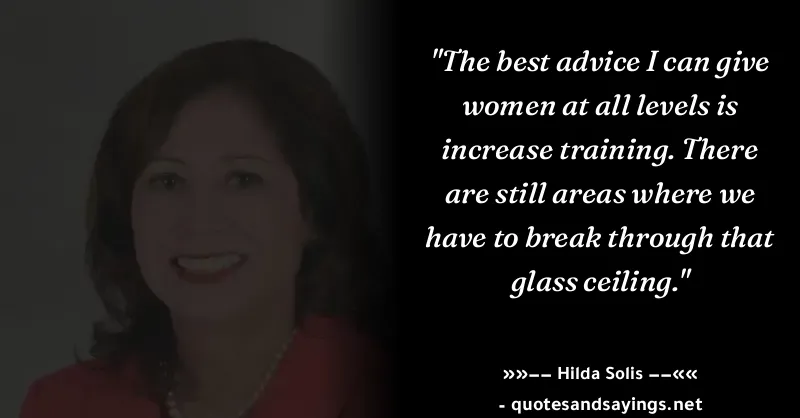 "The best advice I can give
women at all levels is
increase training. There
are still areas where we
have to break through that
glass ceiling."
»»—— Hilda Solis ——««
- quotesandsayings.net